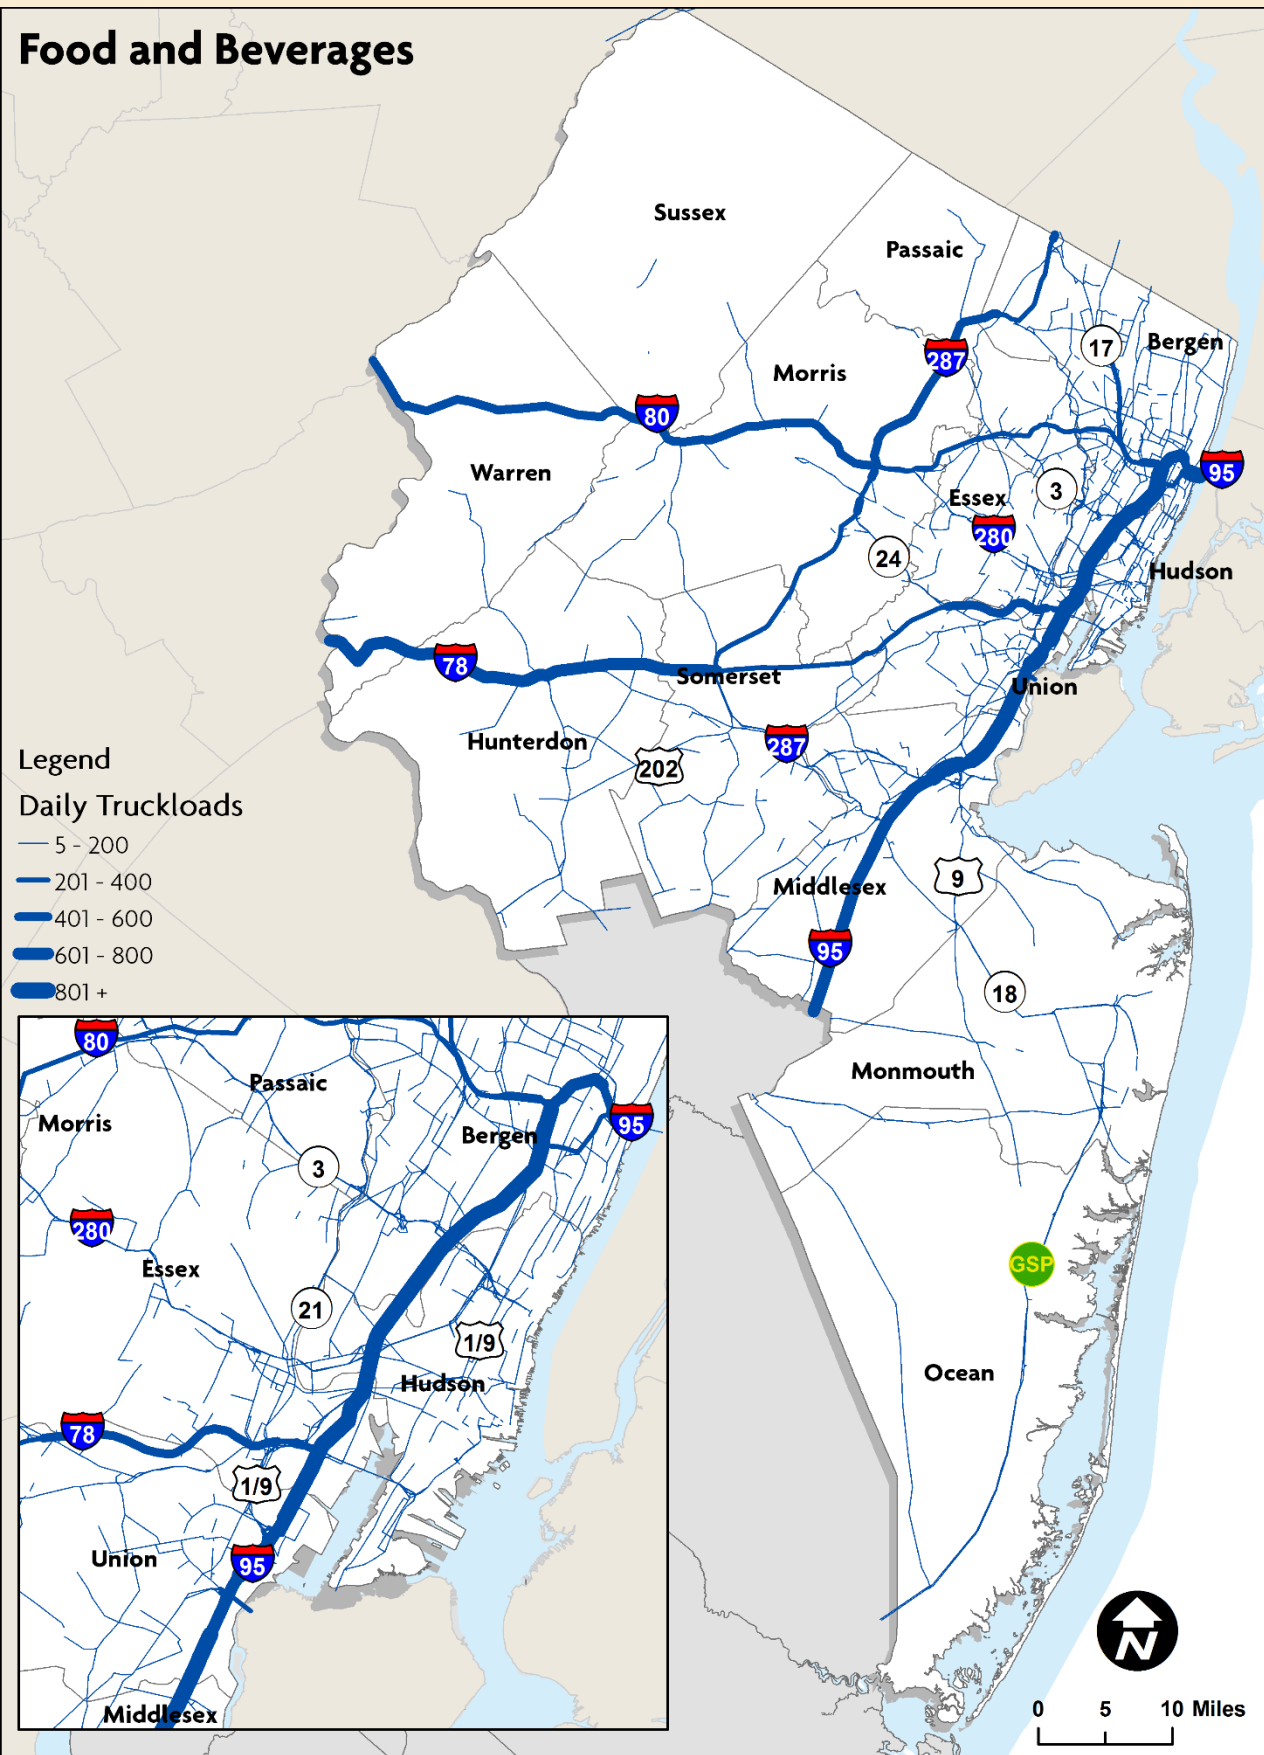 Food and Beverages
Sussex
Passaic
17
Bergen
287
Morris
80
Warren
95
3
Essex
280
24
Hudson
78
Somerset
Union
Hunterdon
287
202
Legend
Daily Truckloads
5 - 200
201 - 400
401 - 600
601 - 800
801 +
Middlesex
9
95
18
Monmouth
GSP
Ocean
80
Passaic
Morris
Bergen
95
3
280
Essex
21
1/9
Hudson
78
1/9
Union
95
Middlesex
N
0 5 10 Miles